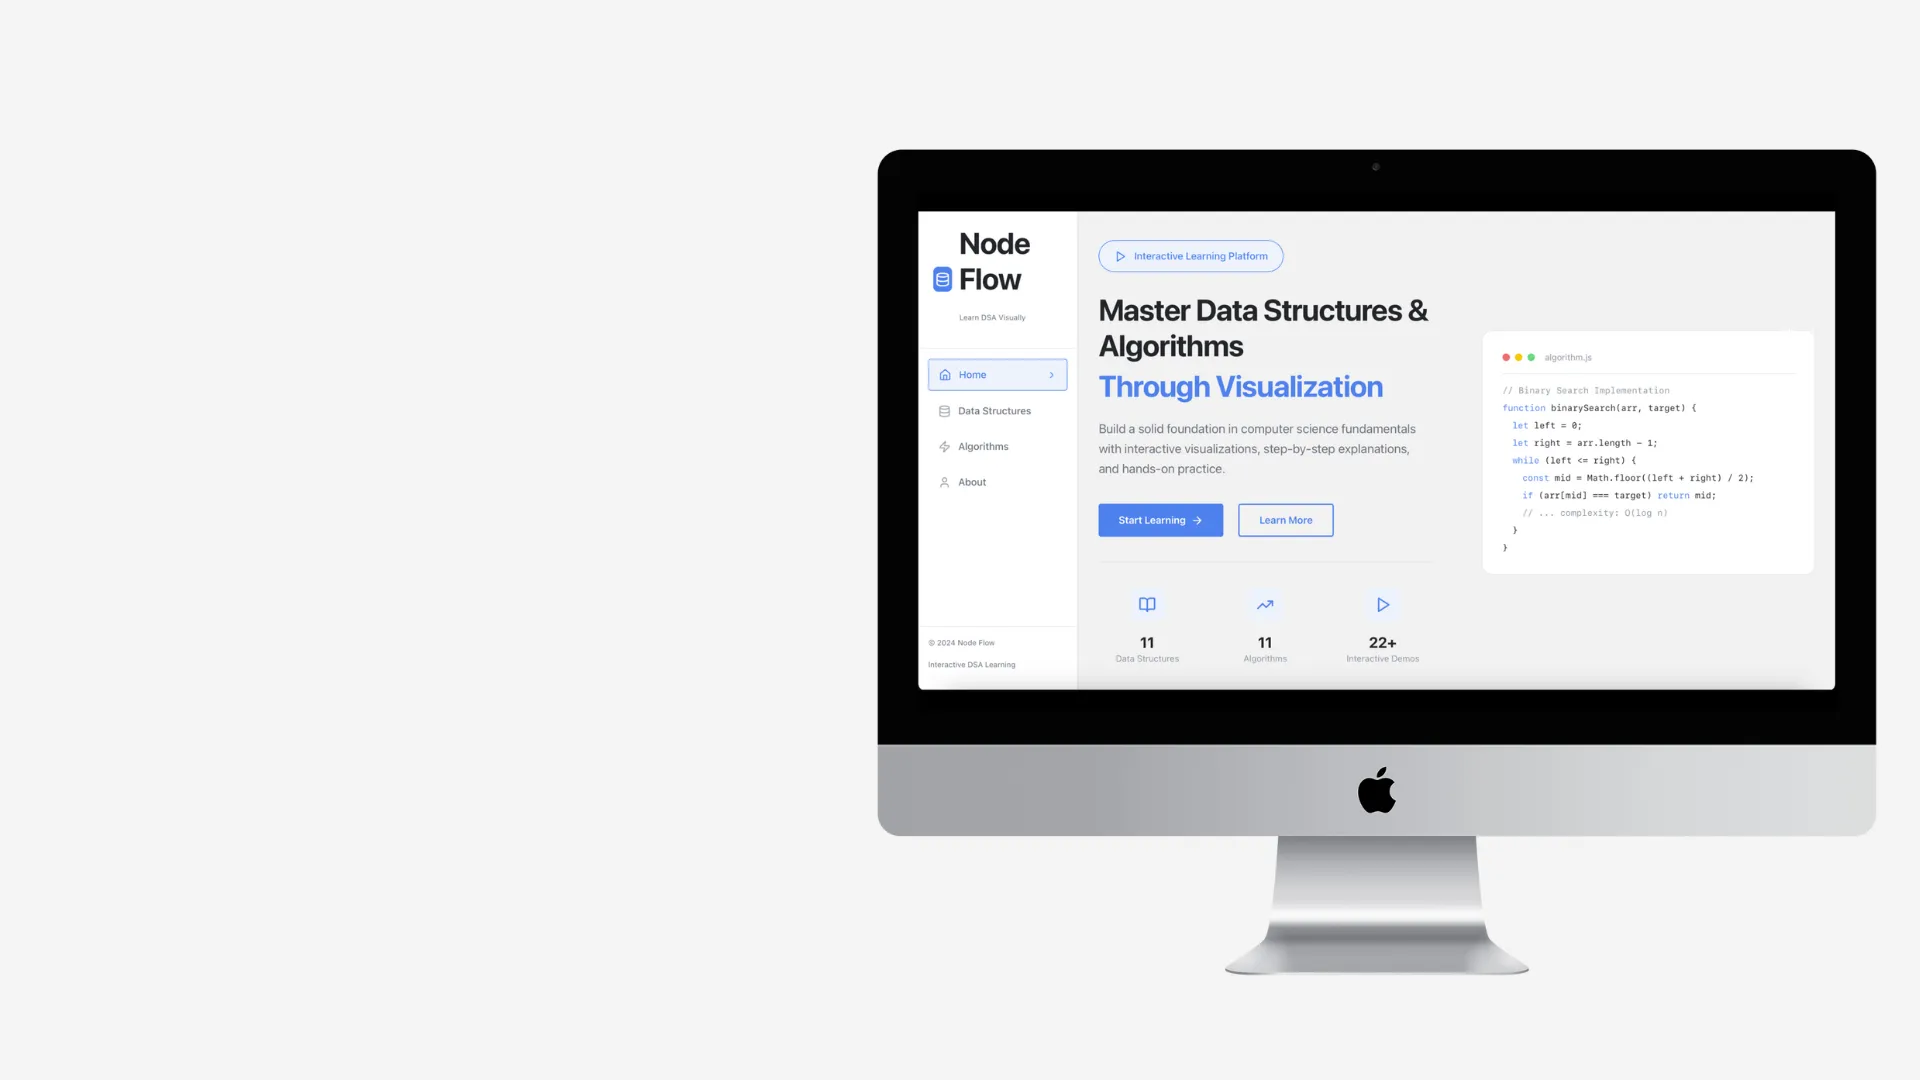 Node
Flow
Learn DSA Visually
Home
Data Structures
Algorithms
About
© 2024 Node Flow
Interactive DSA Learning
Interactive Learning Platform
Master Data Structures &
Algorithms
Through Visualization
Build a solid foundation in computer science fundamentals
with interactive visualizations, step-by-step explanations,
and hands-on practice.
Start Learning
Learn More
11
Data Structures
11
Algorithms
22+
Interactive Demos
algorithm.js
// Binary Search Implementation
function binarySearch(arr, target) {
let left = 0;
let right = arr.length - 1;
while (left <= right) {
const mid = Math.floor((left + right) / 2);
if (arr[mid] === target) return mid;
// ... complexity: O(log n)
}
}